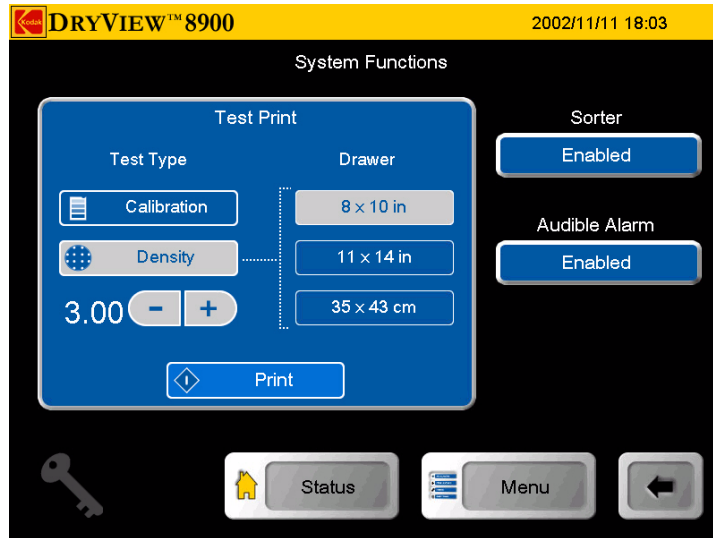 Kodak
DRYVIEW™8900
2002/11/11 18:03
System Functions
Test Print
Test Type
Drawer
Calibration
8 x 10 in
Density
11 x 14 in
3.00 - +
35 x 43 cm
Print
Sorter
Enabled
Audible Alarm
Enabled
Status
Menu